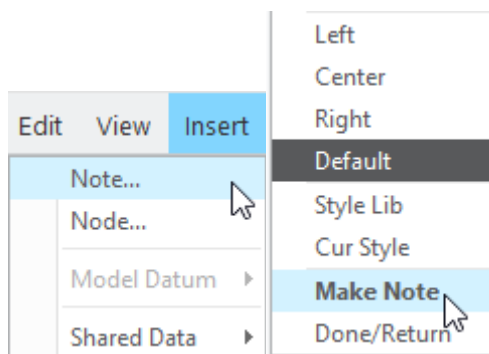 Edit View Insert
Note...
Node...
Model Datum
Shared Data
Left
Center
Right
Default
Style Lib
Cur Style
Make Note
Done/Return